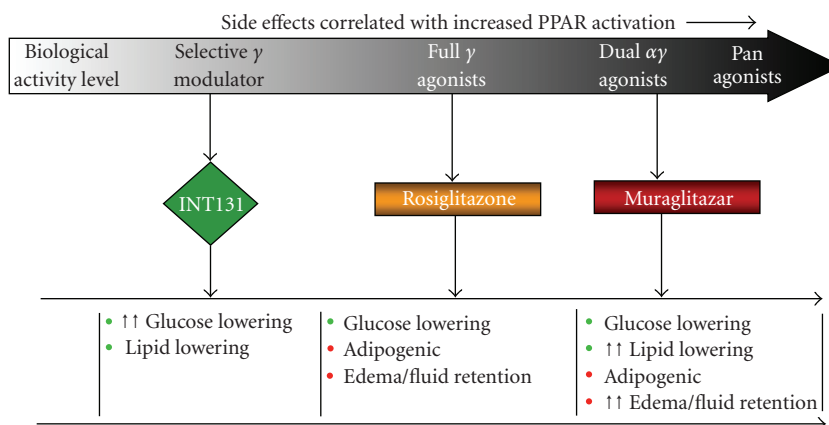 Side effects correlated with increased PPAR activation
Biological
activity level
Selective γ
modulator
Full γ
agonists
Dual αγ
agonists
Pan
agonists
INT131
Rosiglitazone
Muraglitazar
• ↑↑ Glucose lowering
• Lipid lowering
• Glucose lowering
• Adipogenic
• Edema/fluid retention
• Glucose lowering
• ↑↑ Lipid lowering
• Adipogenic
• ↑↑ Edema/fluid retention